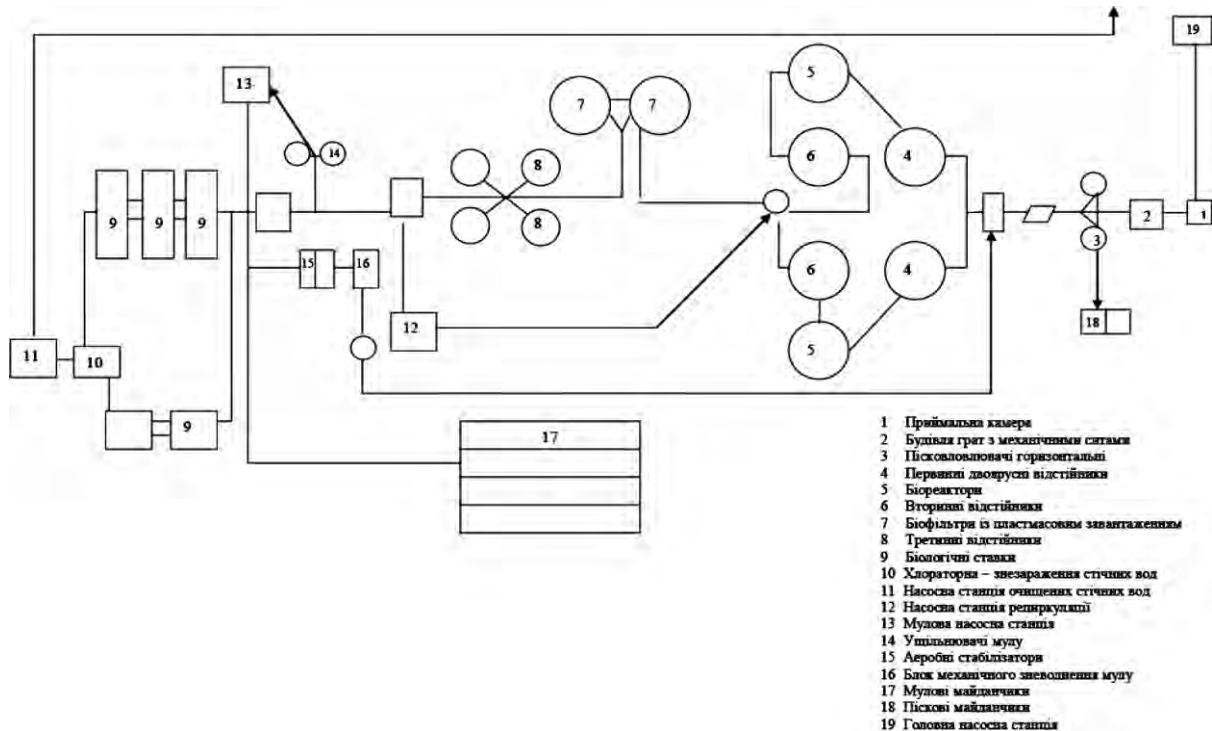 19
13
14
7 7
5
6
4
8
8
9 9 9
15 16
12
11
10
9
6
5
4
3
2
1
18
17
1 Приймальна камера
2 Будівля грат з механічними ситами
3 Пісковловлювачі горизонтальні
4 Первинні двоярусні відстійники
5 Біореактори
6 Вторинні відстійники
7 Біофільтри із пластмасовим завантаженням
8 Третинні відстійники
9 Біологічні ставки
10 Хлораторна – знезараження стічних вод
11 Насосна станція очищених стічних вод
12 Насосна станція рециркуляції
13 Мулова насосна станція
14 Ущільнювачі мулу
15 Аеробні стабілізатори
16 Блок механічного зневоднення мулу
17 Мулові майданчики
18 Піскові майданчики
19 Головна насосна станція